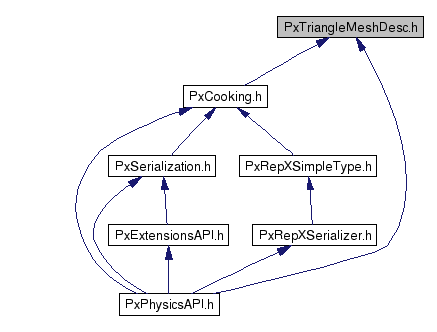 PxTriangleMeshDesc.h
PxCooking.h
PxSerialization.h
PxRepXSimpleType.h
PxExtensionsAPI.h
PxRepXSerializer.h
PxPhysicsAPI.h